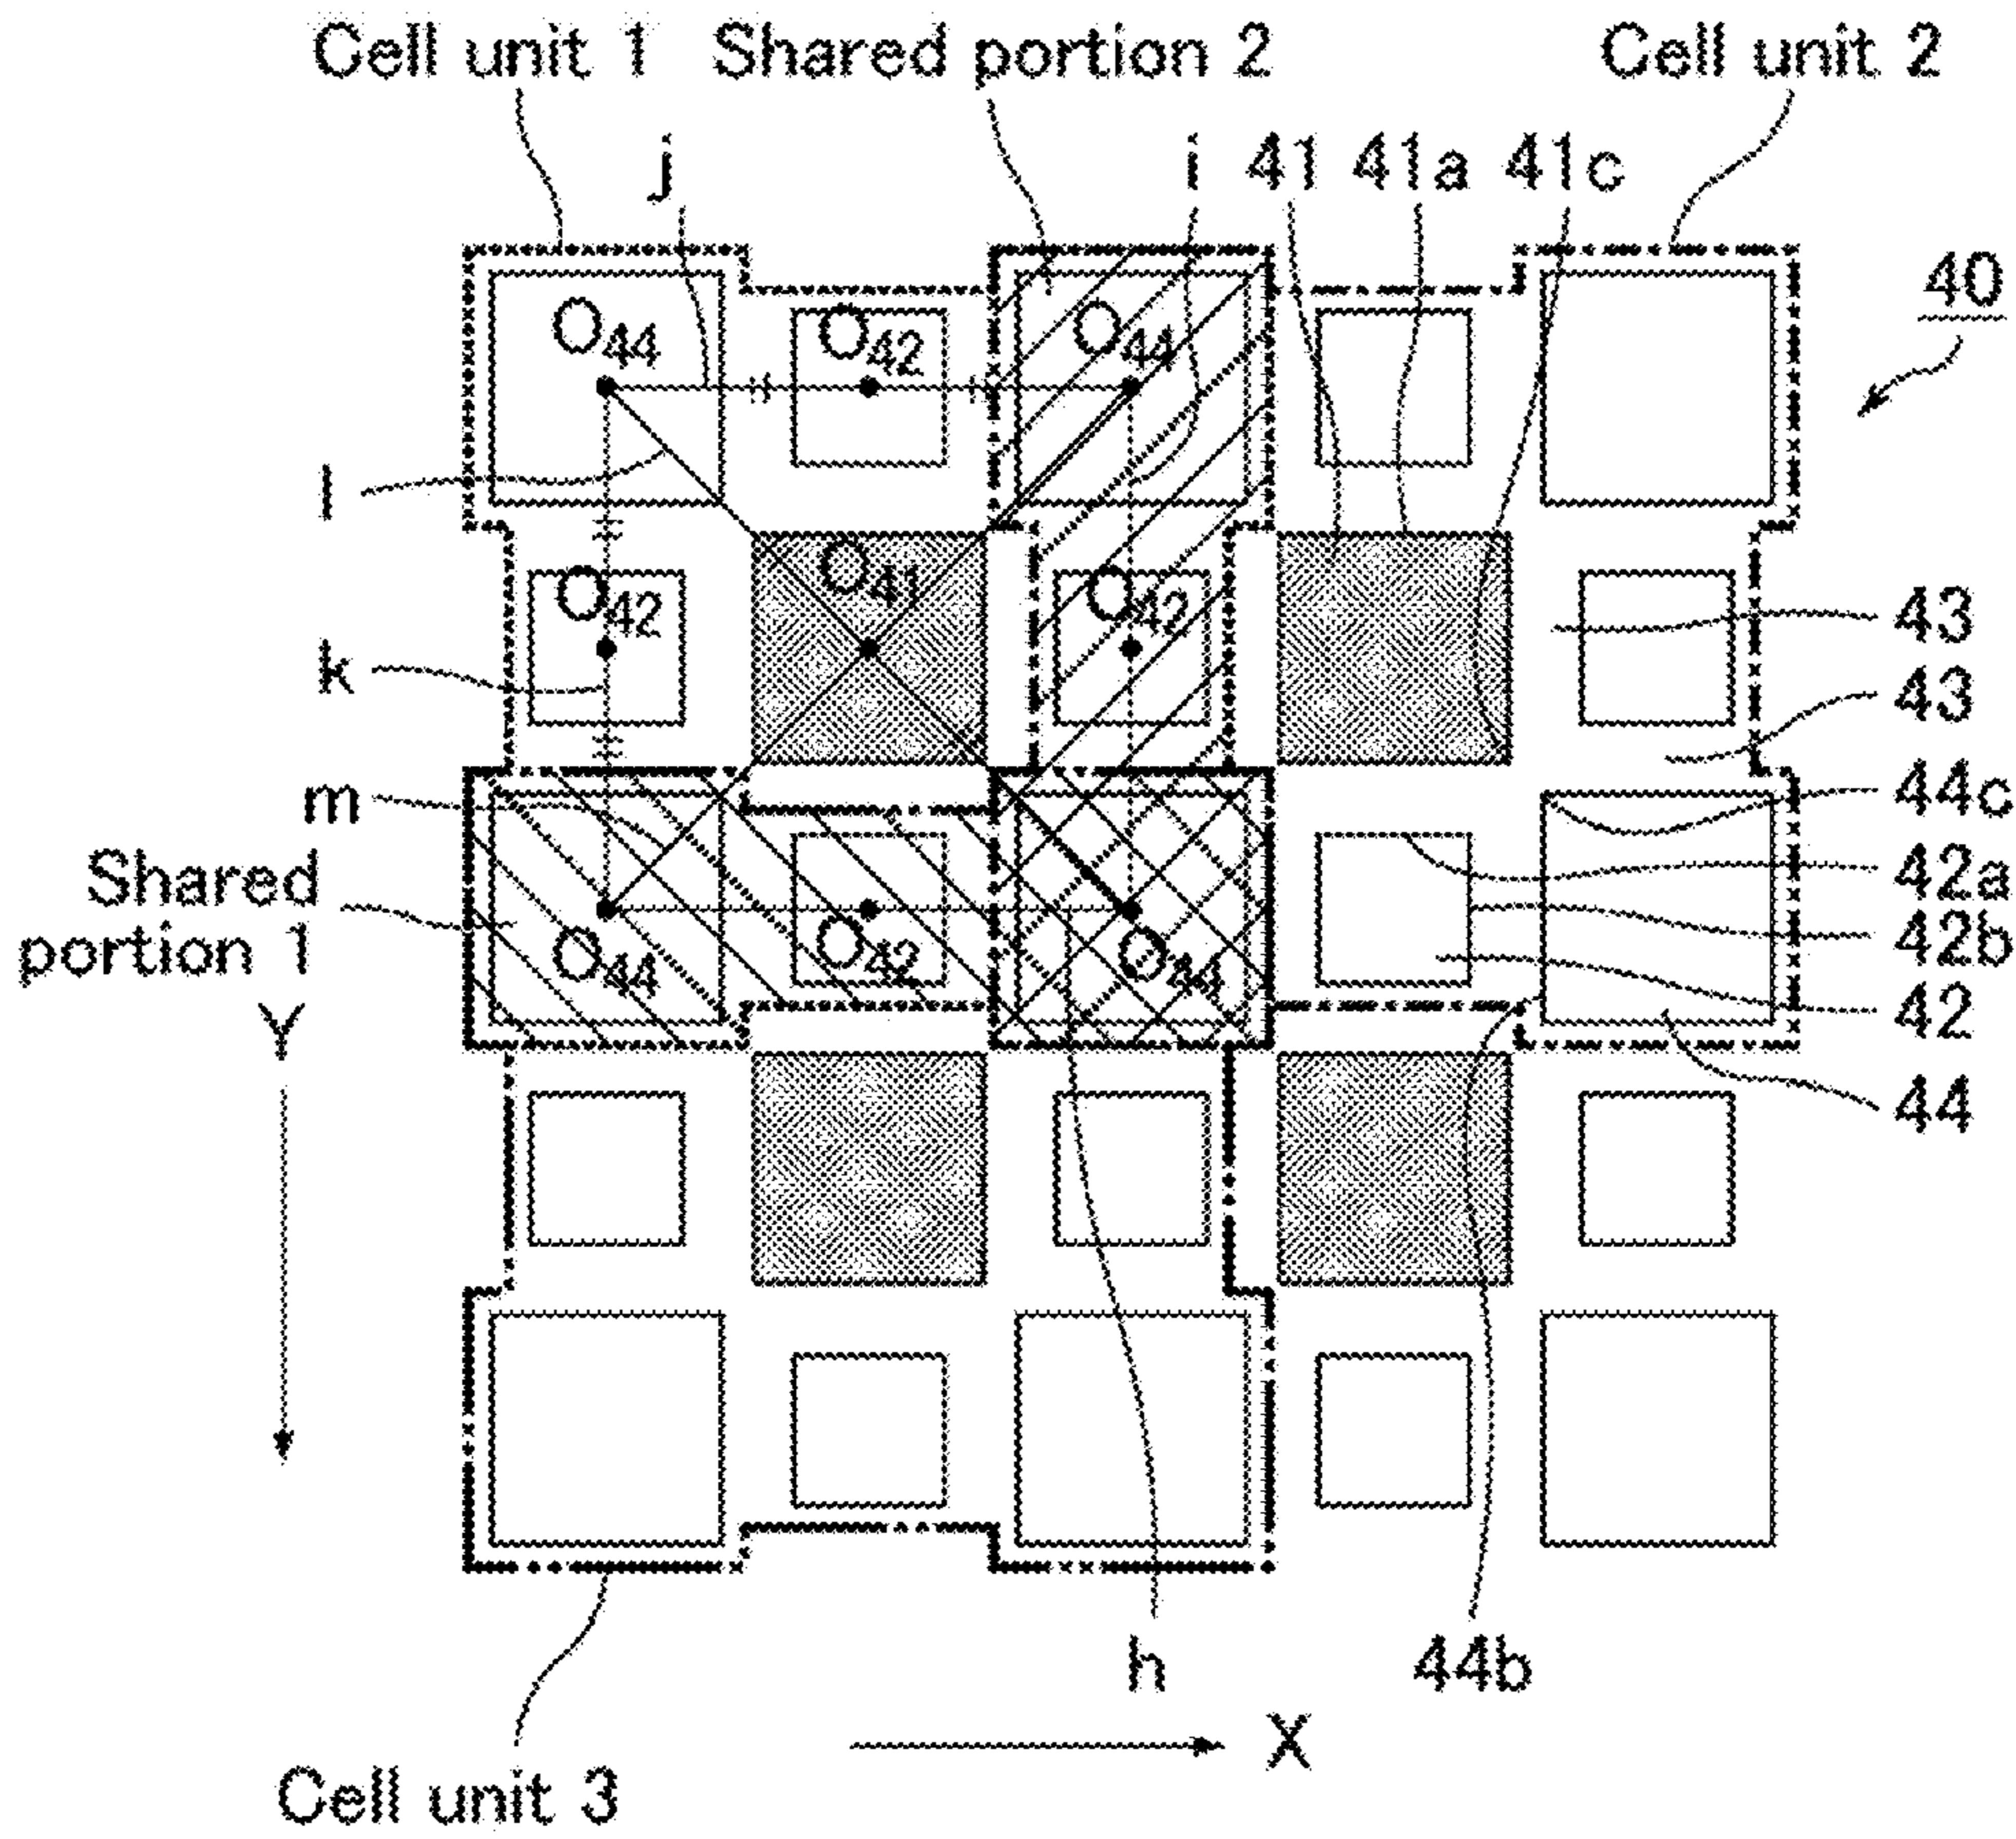 Cell unit 1 Shared portion 2 Cell unit 2
j i 41 41a 41c
40
O44 O42 O44
l
O42 O41 O42
43
k
43
m
44c
Shared
portion 1
42a
O44 O42 O44
42b
Y
42
44
h 44b
X
Cell unit 3